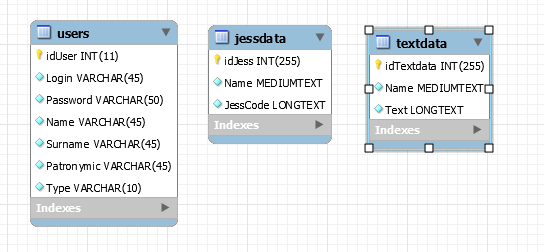 users
idUser INT(11)
Login VARCHAR(45)
Password VARCHAR(50)
Name VARCHAR(45)
Surname VARCHAR(45)
Patronymic VARCHAR(45)
Type VARCHAR(10)
Indexes
jessdata
idJess INT(255)
Name MEDIUMTEXT
JessCode LONGTEXT
Indexes
textdata
idTextdata INT(255)
Name MEDIUMTEXT
Text LONGTEXT
Indexes